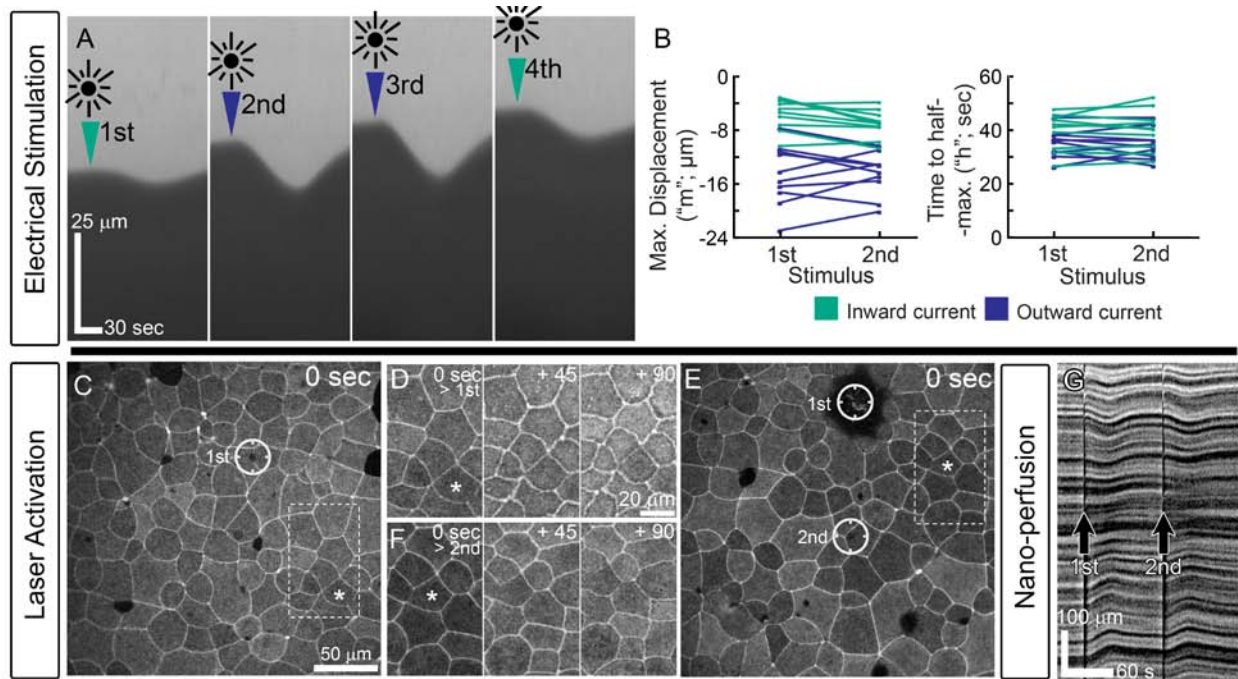 Electrical Stimulation
A
1st
2nd
3rd
4th
25 μm
30 sec
B
Max. Displacement
("m"; μm)
0
-8
-16
-24
1st
2nd
Stimulus
Time to half-
-max. ("h"; sec)
60
40
20
0
1st
2nd
Stimulus
Inward current
Outward current
Laser Activation
C
0 sec
1st
*
50 μm
D
0 sec
> 1st
+ 45
+ 90
*
20 μm
F
0 sec
> 2nd
+ 45
+ 90
*
E
0 sec
1st
2nd
*
Nano-perfusion
G
1st
2nd
100 μm
60 s